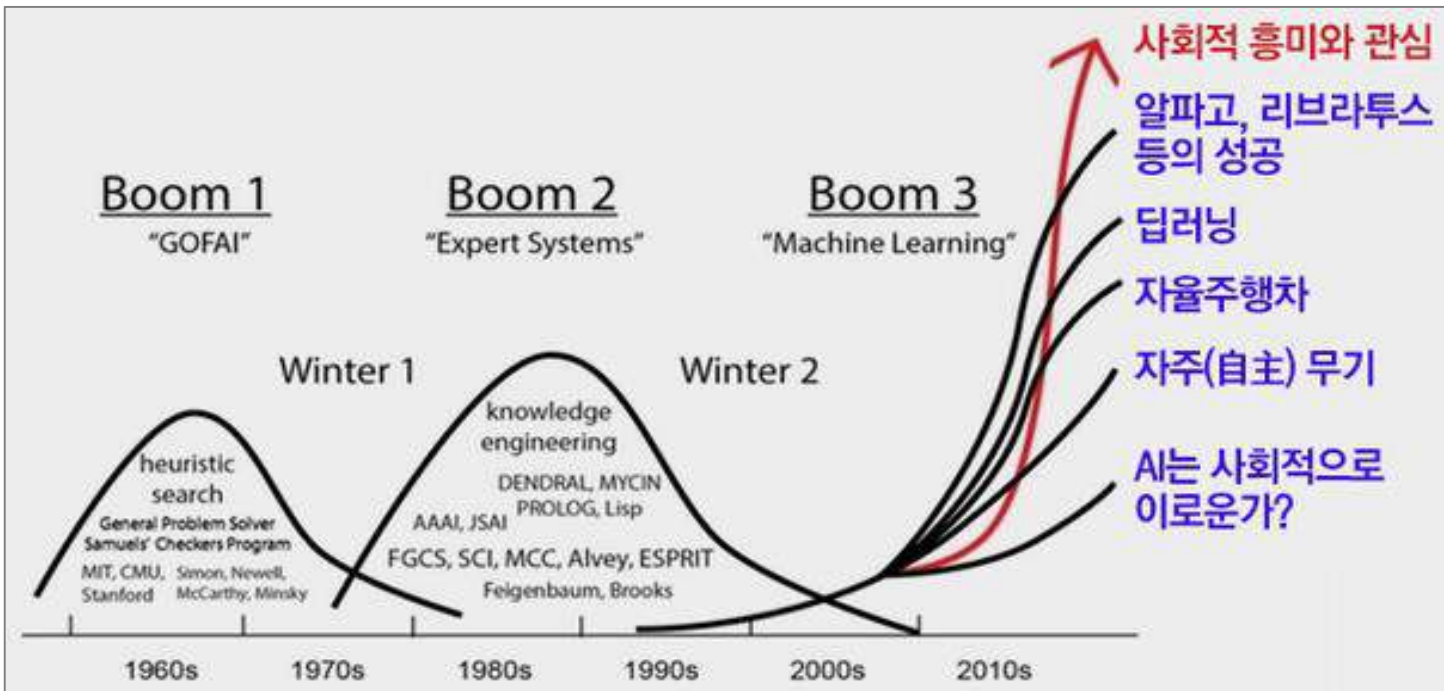 Boom 1
"GOFAI"
Boom 2
"Expert Systems"
Boom 3
"Machine Learning"
Winter 1
Winter 2
heuristic
search
General Problem Solver
Samuels' Checkers Program
MIT, CMU,
Stanford
Simon, Newell,
McCarthy, Minsky
knowledge
engineering
DENDRAL, MYCIN
PROLOG, Lisp
AAAI, JSAI
FGCS, SCI, MCC, Alvey, ESPRIT
Feigenbaum, Brooks
사회적 흥미와 관심
알파고, 리브라투스
등의 성공
딥러닝
자율주행차
자주(自主) 무기
AI는 사회적으로
이로운가?
1960s
1970s
1980s
1990s
2000s
2010s